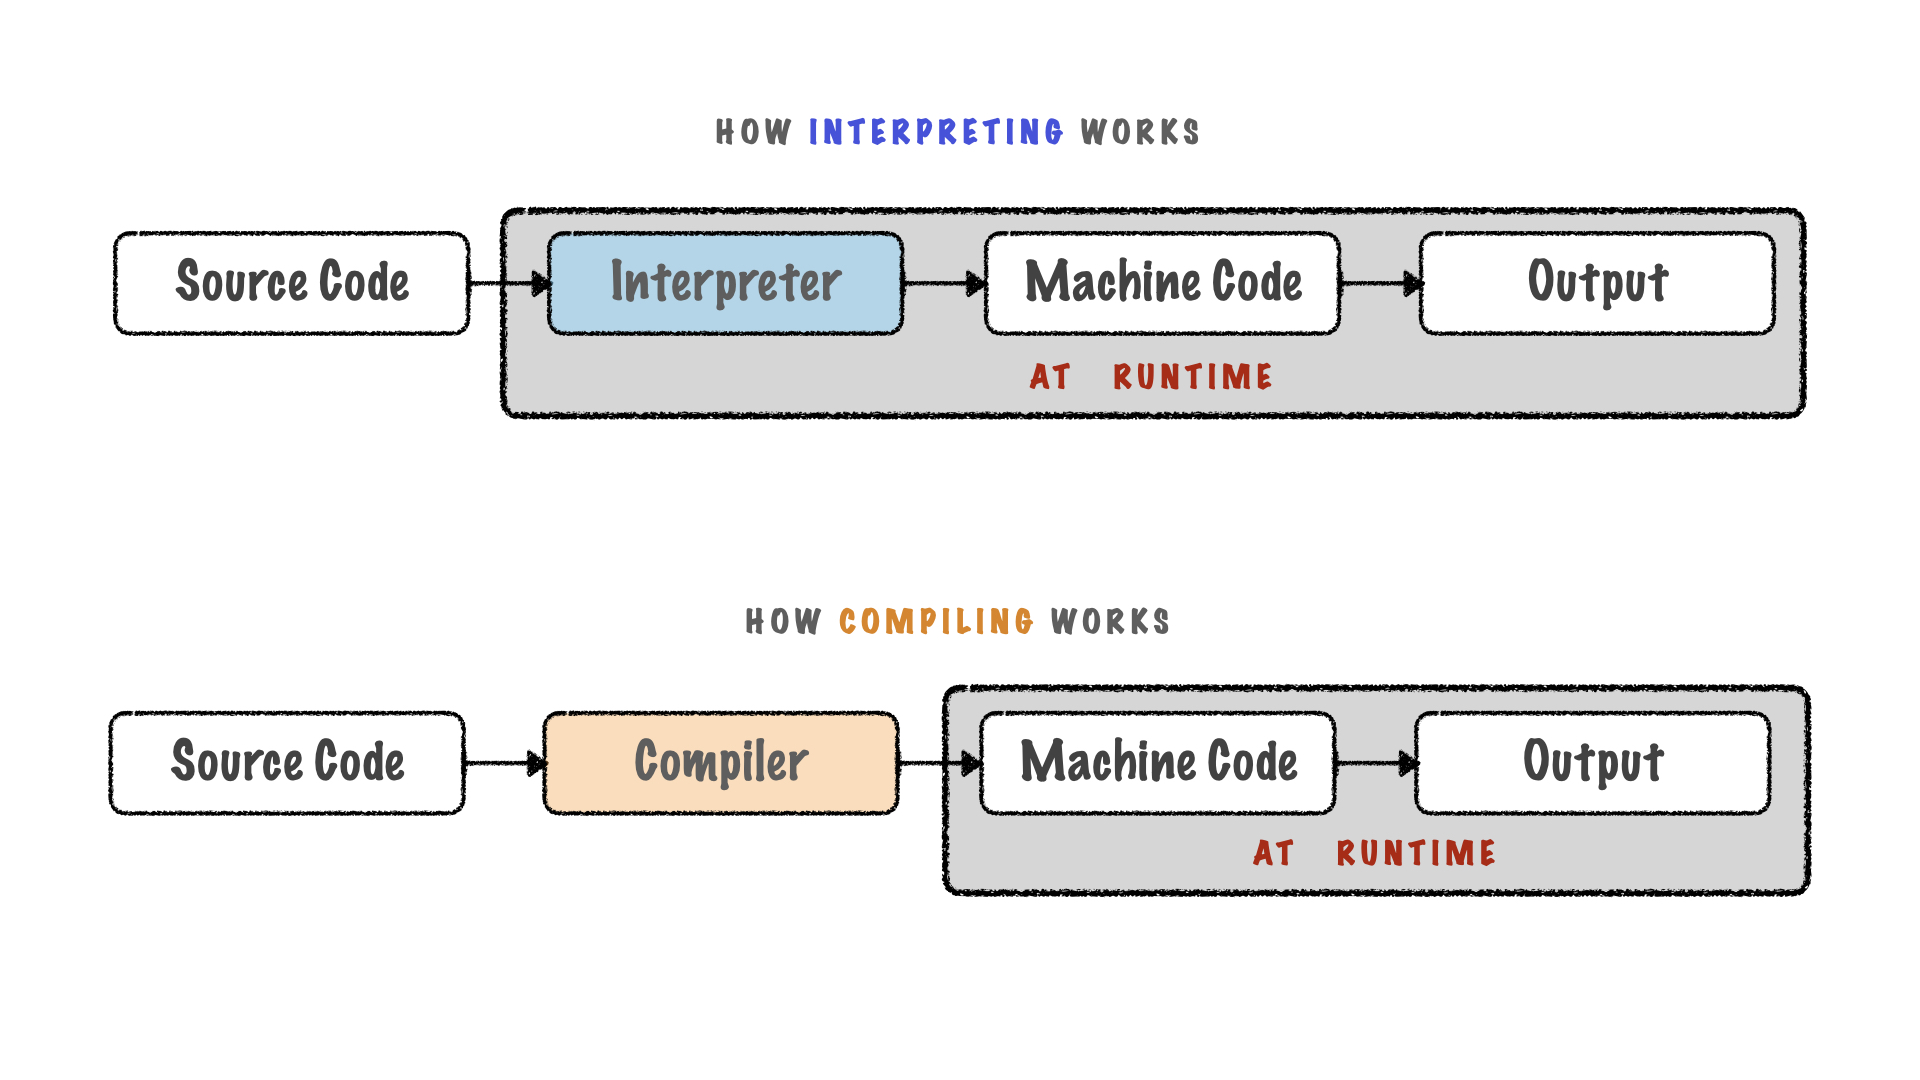 HOW INTERPRETING WORKS
Source Code
Interpreter
Machine Code
Output
AT RUNTIME
HOW COMPILING WORKS
Source Code
Compiler
Machine Code
Output
AT RUNTIME